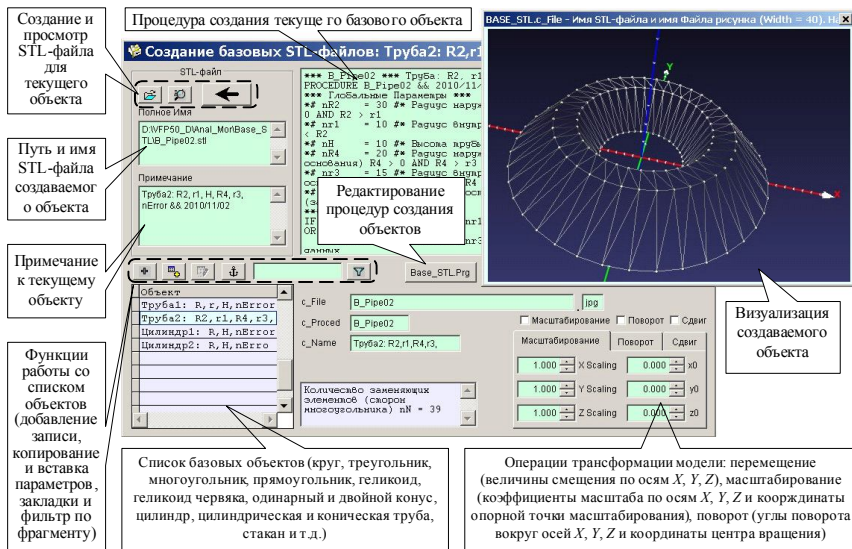 Создание и
просмотр
STL-файла
для
текущего
объекта
Процедура создания текуще го базового объекта
BASE_STL.c_File - Имя STL-файла и имя Файла рисунка (Width = 40). Ha
Создание базовых STL-файлов: Труба2: R2,r1
STL-файл
Полное Имя
D:\VFP50_D\Anal_Mor\Base_S
TL\B_Pipe02.stl
Примечание
Труба2: R2, r1, H, R4, r3,
nError && 2010/11/02
*** B_Pipe02 *** Труба: R2, r1
PROCEDURE B_Pipe02 && 2010/11/
*** Глобальные Параметры ***
*# nR2 = 30 #* Радиус наруж
0 AND R2 > r1
*# nr1 = 10 #* Радиус внутр
< R2
*# nH = 10 #* Высота трубы
*# nR4 = 20 #* Радиус наруж
основания) R4 > 0 AND R4 > r3
*# nr3 = 15 #* Радиус внутр
Y
x
Путь и имя
STL-файла
создаваемог
о объекта
Редактирование
процедур создания
объектов
Примечание
к текущему
объекту
Base_STL.Prg
Визуализация
создаваемого
объекта
Объект
Труба1: R,r,H,nError
Труба2: R2,r1,R4,r3,
Цилиндр1: R,H,nError
Цилиндр2: R,H,nErro
c_File
B_Pipe02
.jpg
c_Proced
B_Pipe02
c_Name
Труба2: R2,r1,R4,r3,
Масштабирование Поворот Сдвиг
Масштабирование Поворот Сдвиг
1.000 X Scaling 0.000 x0
1.000 Y Scaling 0.000 y0
1.000 Z Scaling 0.000 z0
Количество заменяющих
элементов (сторон
многоугольника) nN = 39
Функции
работы со
списком
объектов
(добавление
записи,
копирование
и вставка
параметров,
закладки и
фильтр по
фрагменту)
Список базовых объектов (круг, треугольник,
многоугольник, прямоугольник, геликоид,
геликоид червяка, одинарный и двойной конус,
цилиндр, цилиндрическая и коническая труба,
стакан и т.д.)
Операции трансформации модели: перемещение
(величины смещения по осям X, Y, Z), масштабирование
(коэффициенты масштаба по осям X, Y, Z и коорждинаты
опорной точки масштабирования), поворот (углы поворота
вокруг осей X, Y, Z и координаты центра вращения)